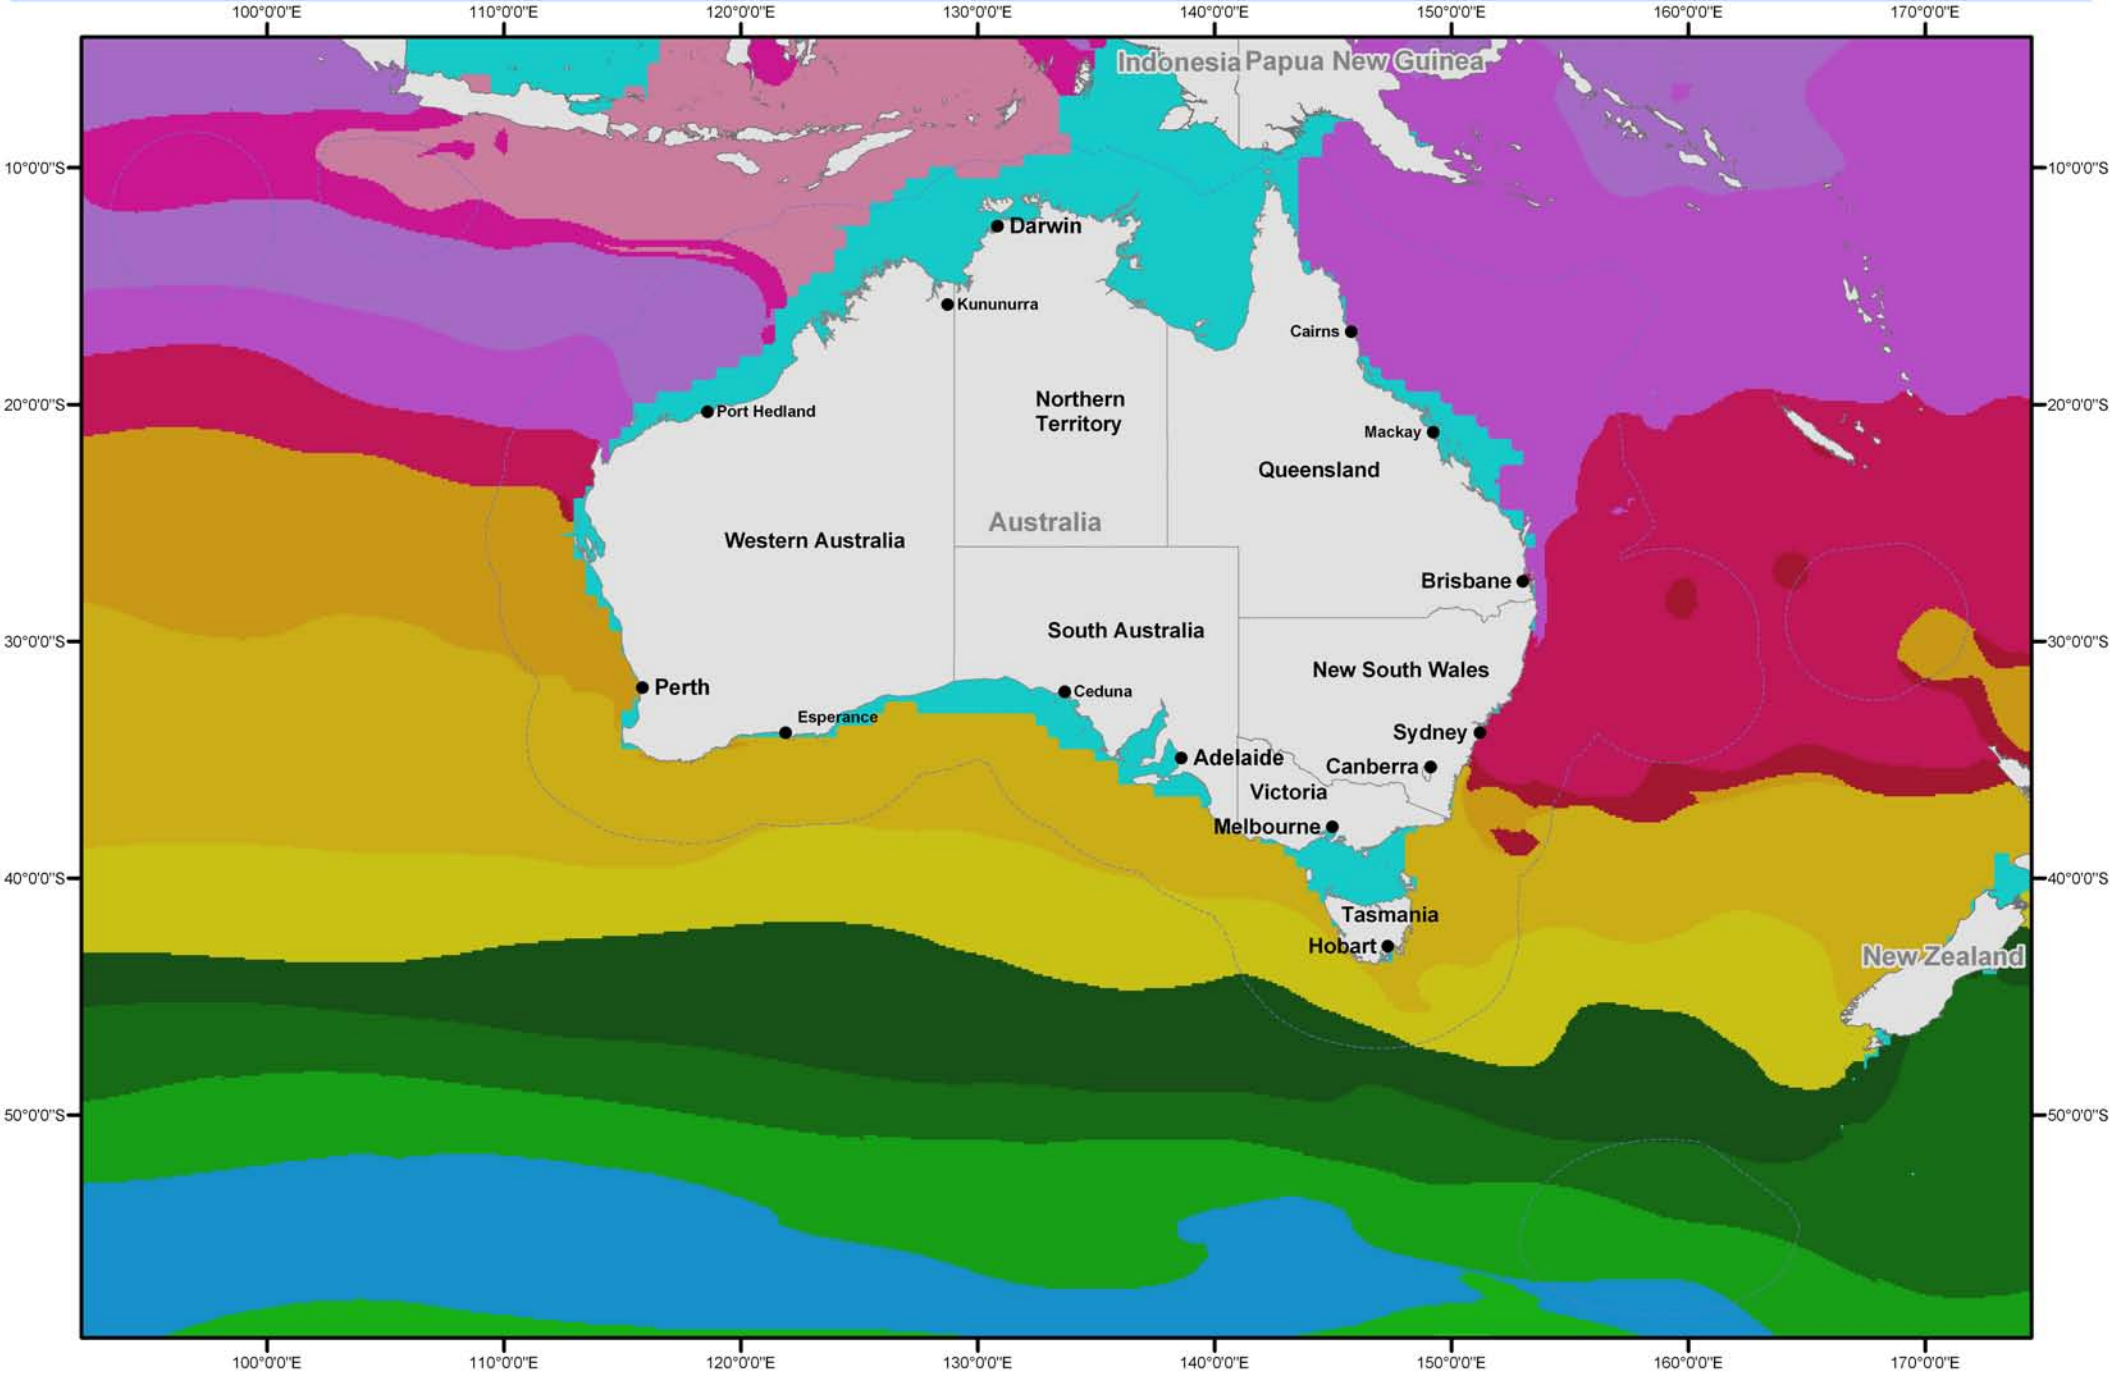 100°0'0"E 110°0'0"E 120°0'0"E 130°0'0"E 140°0'0"E 150°0'0"E 160°0'0"E 170°0'0"E
Indonesia Papua New Guinea
10°0'0"S 10°0'0"S
Darwin
Kununurra
Cairns
Northern
Territory
20°0'0"S 20°0'0"S
Port Hedland
Mackay
Queensland
Australia
Western Australia
Brisbane
South Australia
30°0'0"S 30°0'0"S
New South Wales
Perth
Ceduna
Esperance
Sydney
Adelaide
Canberra
Victoria
Melbourne
40°0'0"S 40°0'0"S
Tasmania
Hobart
New Zealand
50°0'0"S 50°0'0"S
100°0'0"E 110°0'0"E 120°0'0"E 130°0'0"E 140°0'0"E 150°0'0"E 160°0'0"E 170°0'0"E